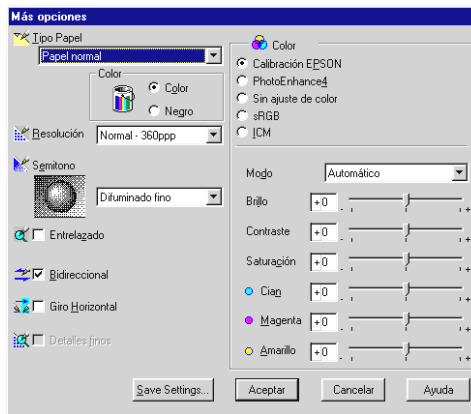 Más opciones
Tipo Papel
Papel normal
Color
Color
Negro
Resolución
Normal - 360ppp
Semitono
Difuminado fino
Entrelazado
Bidireccional
Giro Horizontal
Detalles finos
Color
Calibración EPSON
PhotoEnhance4
Sin ajuste de color
sRGB
ICM
Modo
Automático
Brillo +0 - +
Contraste +0 - +
Saturación +0 - +
Cian +0 - +
Magenta +0 - +
Amarillo +0 - +
Save Settings...
Aceptar
Cancelar
Ayuda